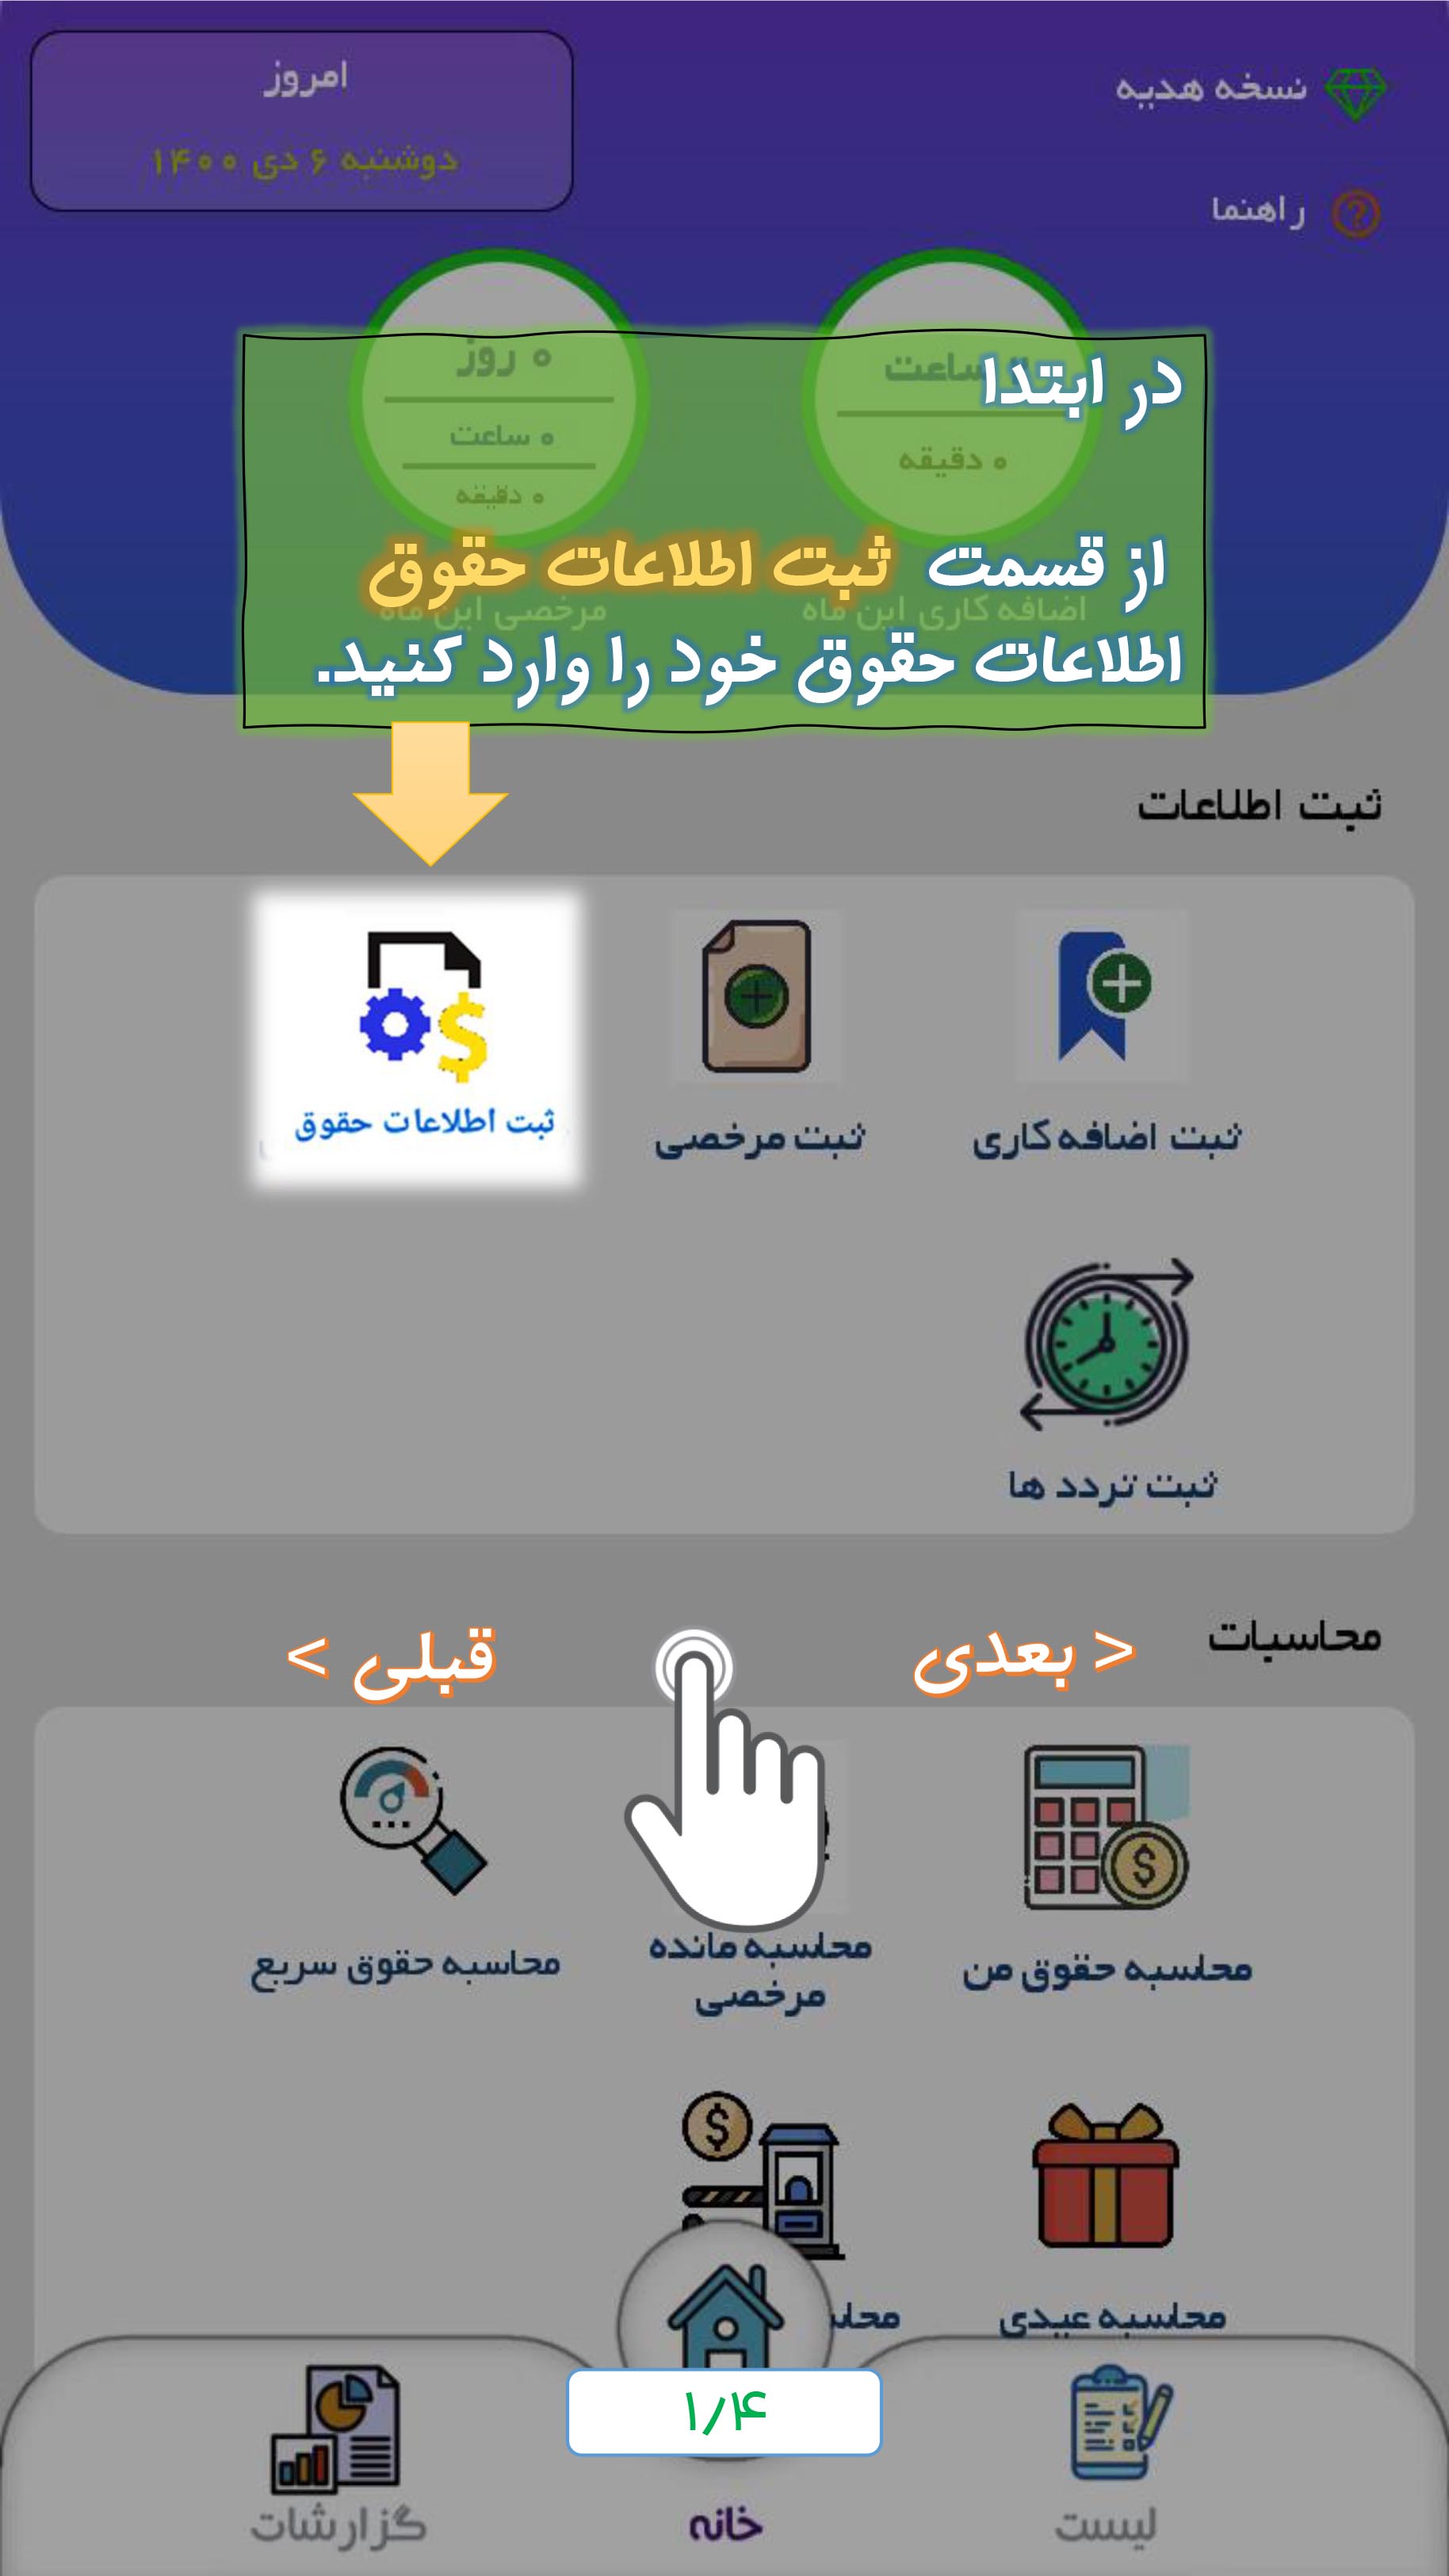 نسخه هدیه
امروز
دوشنبه ۶ دی ۱۴۰۰
راهنما
ساعت
۰ دقیقه
۰ روز
۰ ساعت
۰ دقیقه
در ابتدا
از قسمت ثبت اطلاعات حقوق
اضافه کاری این ماه
مرخصی این ماه
اطلاعات حقوق خود را وارد کنید.
ثبت اطلاعات
ثبت اضافه کاری
ثبت مرخصی
ثبت اطلاعات حقوق
ثبت تردد ها
محاسبات
< بعدی
قبلی >
محاسبه حقوق من
محاسبه مانده
مرخصی
محاسبه حقوق سریع
محاسبه عیدی
۱/۴
لیست
خانه
گزارشات